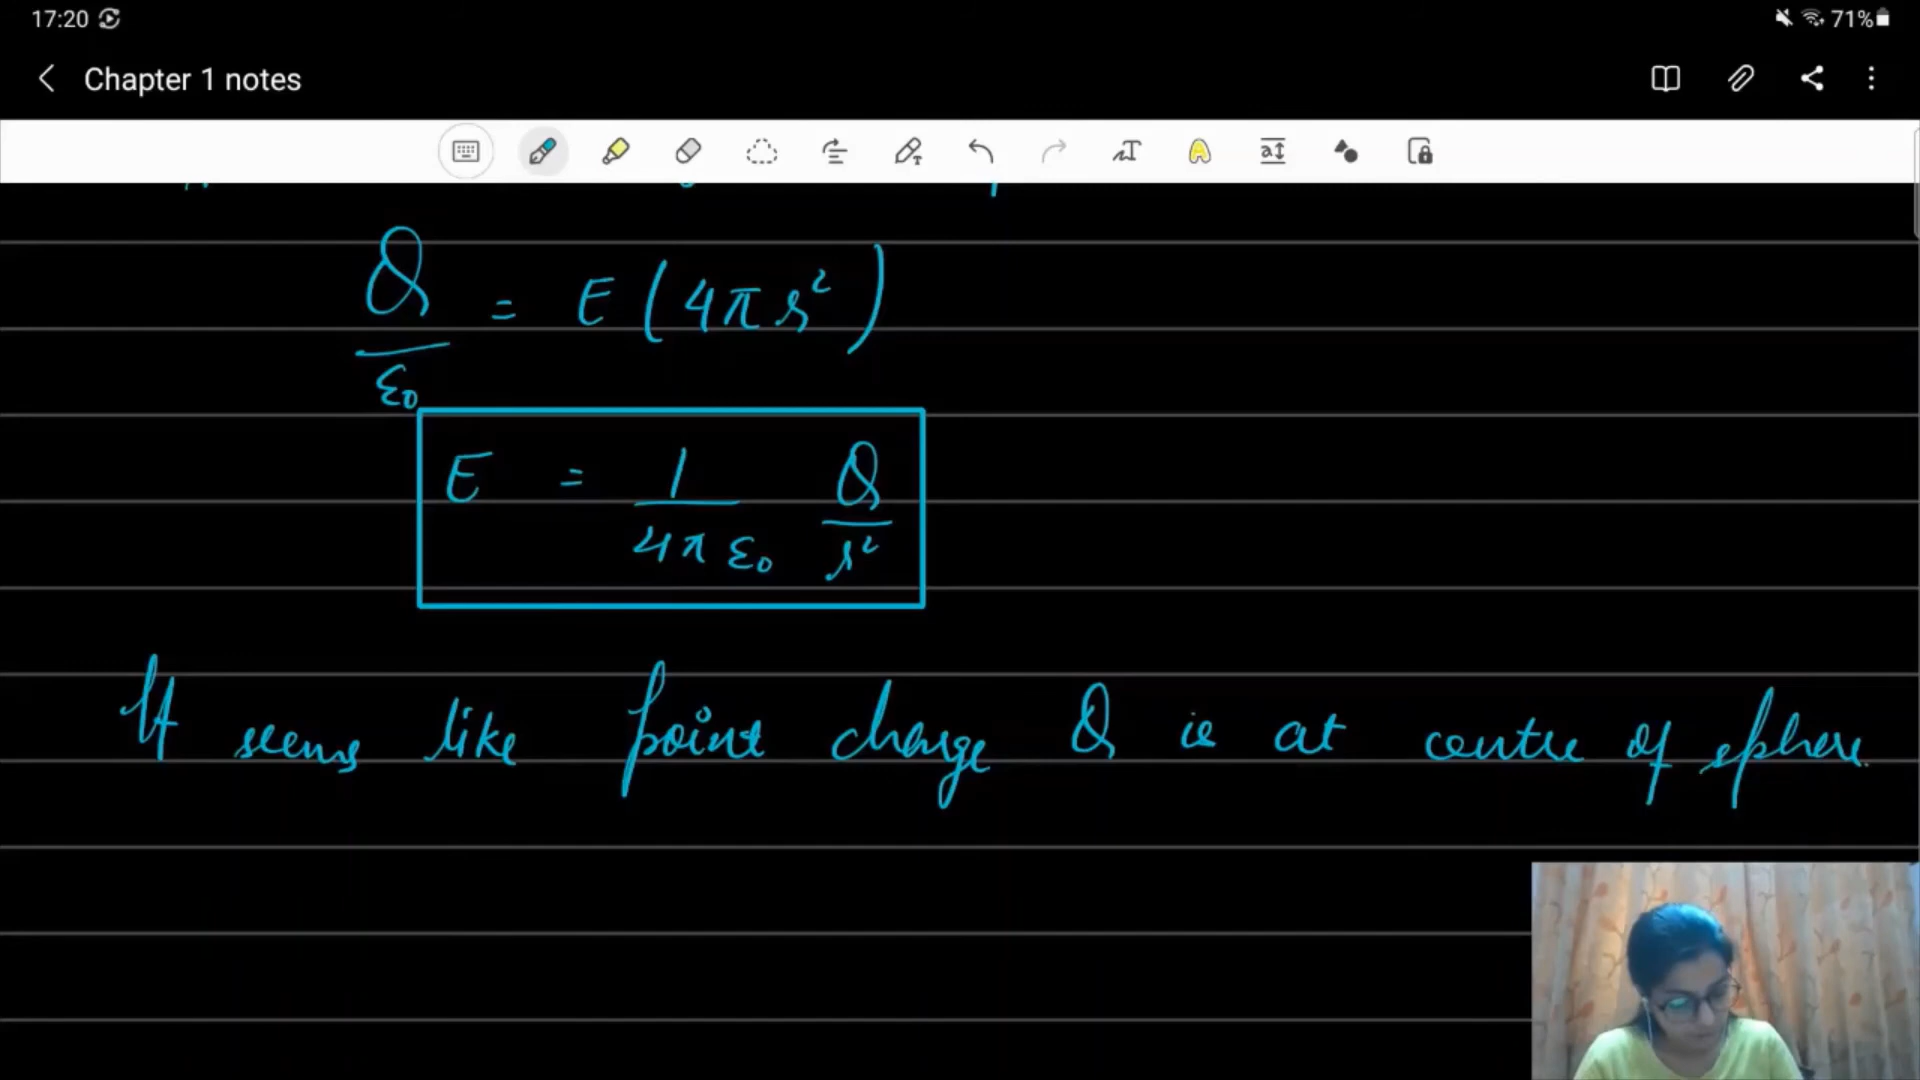 17:20
71%
Chapter 1 notes
Q/ε₀ = E (4πr²)
E = 1/4πε₀ Q/r²
It seems like point charge Q is at centre of sphere.